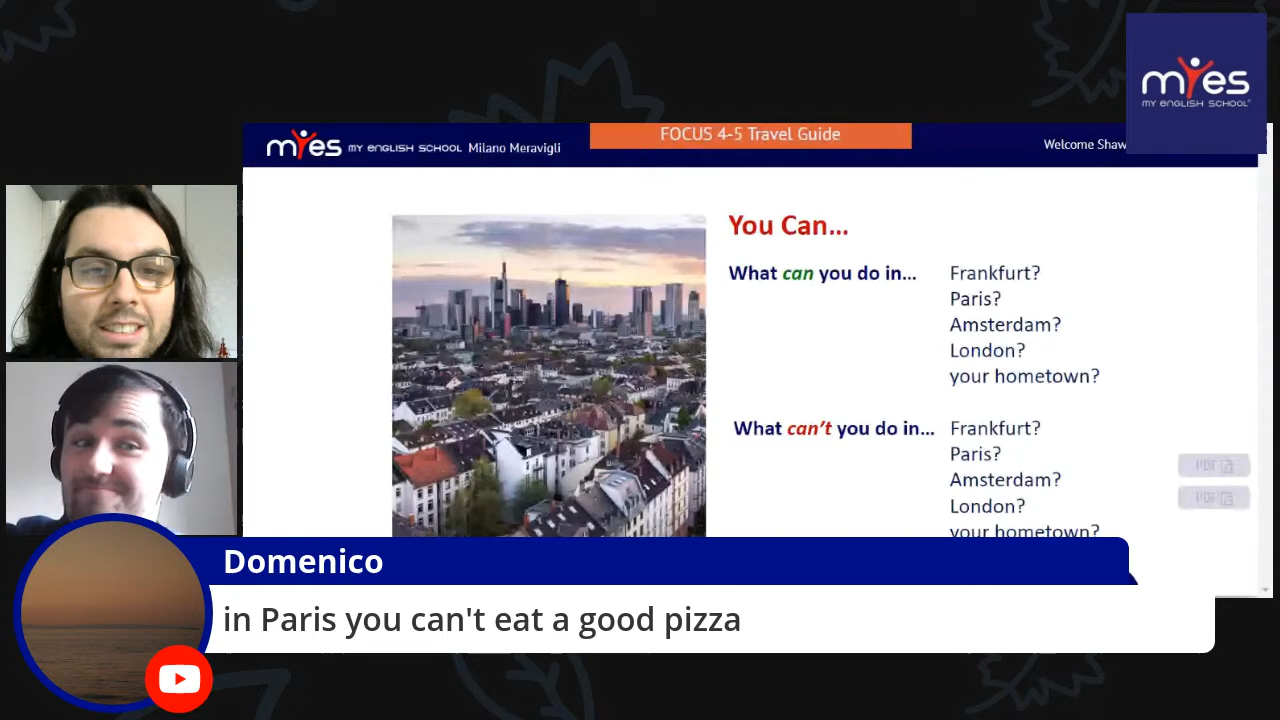 myes
MY ENGLISH SCHOOL
myes MY ENGLISH SCHOOL Milano Meravigli
FOCUS 4-5 Travel Guide
Welcome Shaw
You Can...
What can you do in... Frankfurt?
Paris?
Amsterdam?
London?
your hometown?
What can't you do in... Frankfurt?
Paris?
Amsterdam?
London?
your hometown?
PDF
PDF
Domenico
in Paris you can't eat a good pizza